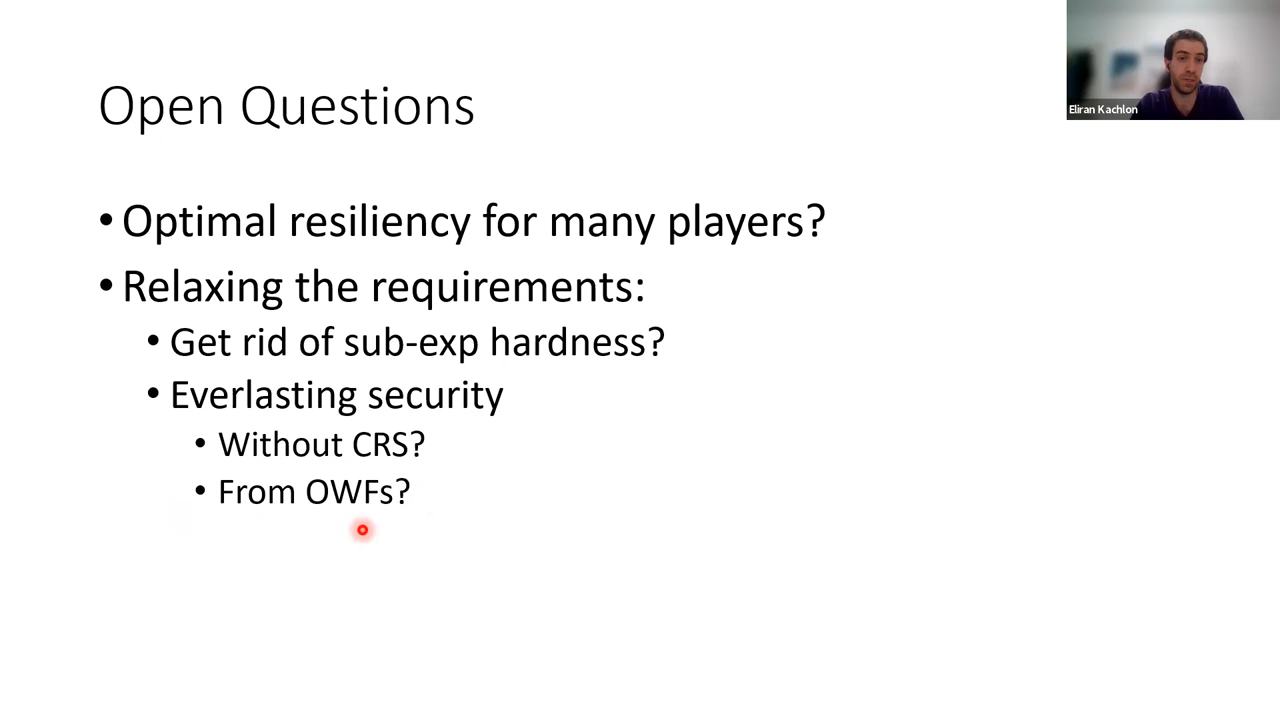 Open Questions
Eliran Kachlon
• Optimal resiliency for many players?
• Relaxing the requirements:
• Get rid of sub-exp hardness?
• Everlasting security
• Without CRS?
• From OWFs?